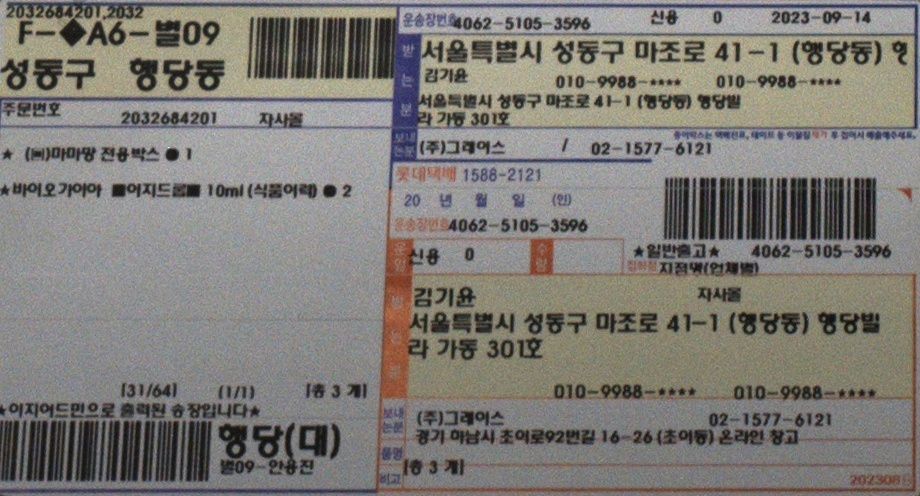 2032684201,2032
F-◆A6-별09
성동구 행당동
주문번호 2032684201 자사몰
★ (㈐)마마망 전용박스 ● 1
★바이오가이아 ■이지드롭■ 10ml (식품이력) ● 2
[31/64] (1/1) [총 3 개]
★이지어드민으로 출력된 송장입니다★
행당(대)
별09-안용진
운송장번호 4062-5105-3596 신용 0 2023-09-14
받는분
서울특별시 성동구 마조로 41-1 (행당동)
김기윤 010-9988-**** 010-9988-****
서울특별시 성동구 마조로 41-1 (행당동) 행당빌
라 가동 301호
보내는분 (주)그레이스 / 02-1577-6121
롯데택배 1588-2121
20 년 월 일 (인)
운송장번호 4062-5105-3596
운임 신용 0 수량
★일반출고★ 4062-5105-3596
집하점 지점명(업체별)
받는분
김기윤 자사몰
서울특별시 성동구 마조로 41-1 (행당동) 행당빌
라 가동 301호
010-9988-**** 010-9988-****
보내는분 (주)그레이스 02-1577-6121
경기 하남시 초이로92번길 16-26 (초이동) 온라인 창고
품명
비고 [총 3 개]
202308